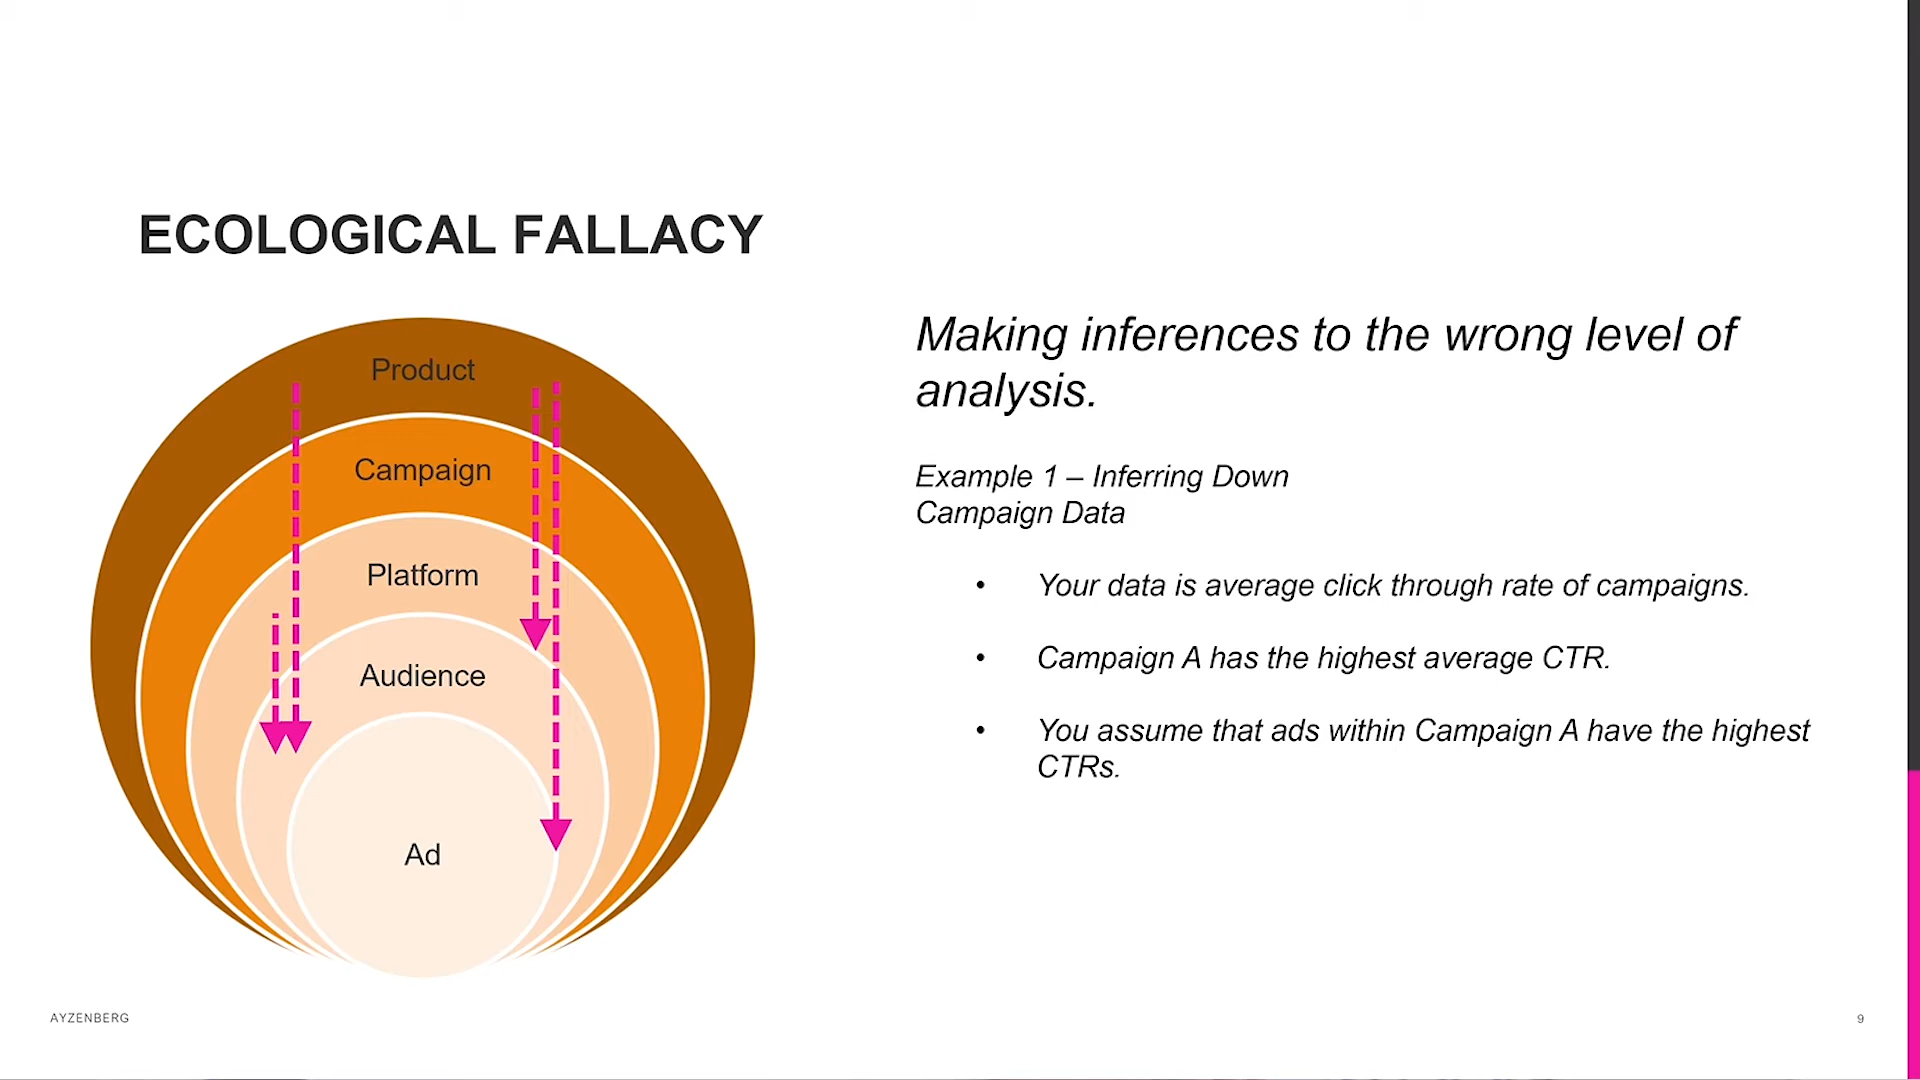 ECOLOGICAL FALLACY
Product
Campaign
Platform
Audience
Ad
Making inferences to the wrong level of
analysis.
Example 1 – Inferring Down
Campaign Data
• Your data is average click through rate of campaigns.
• Campaign A has the highest average CTR.
• You assume that ads within Campaign A have the highest
CTRs.
AYZENBERG
9